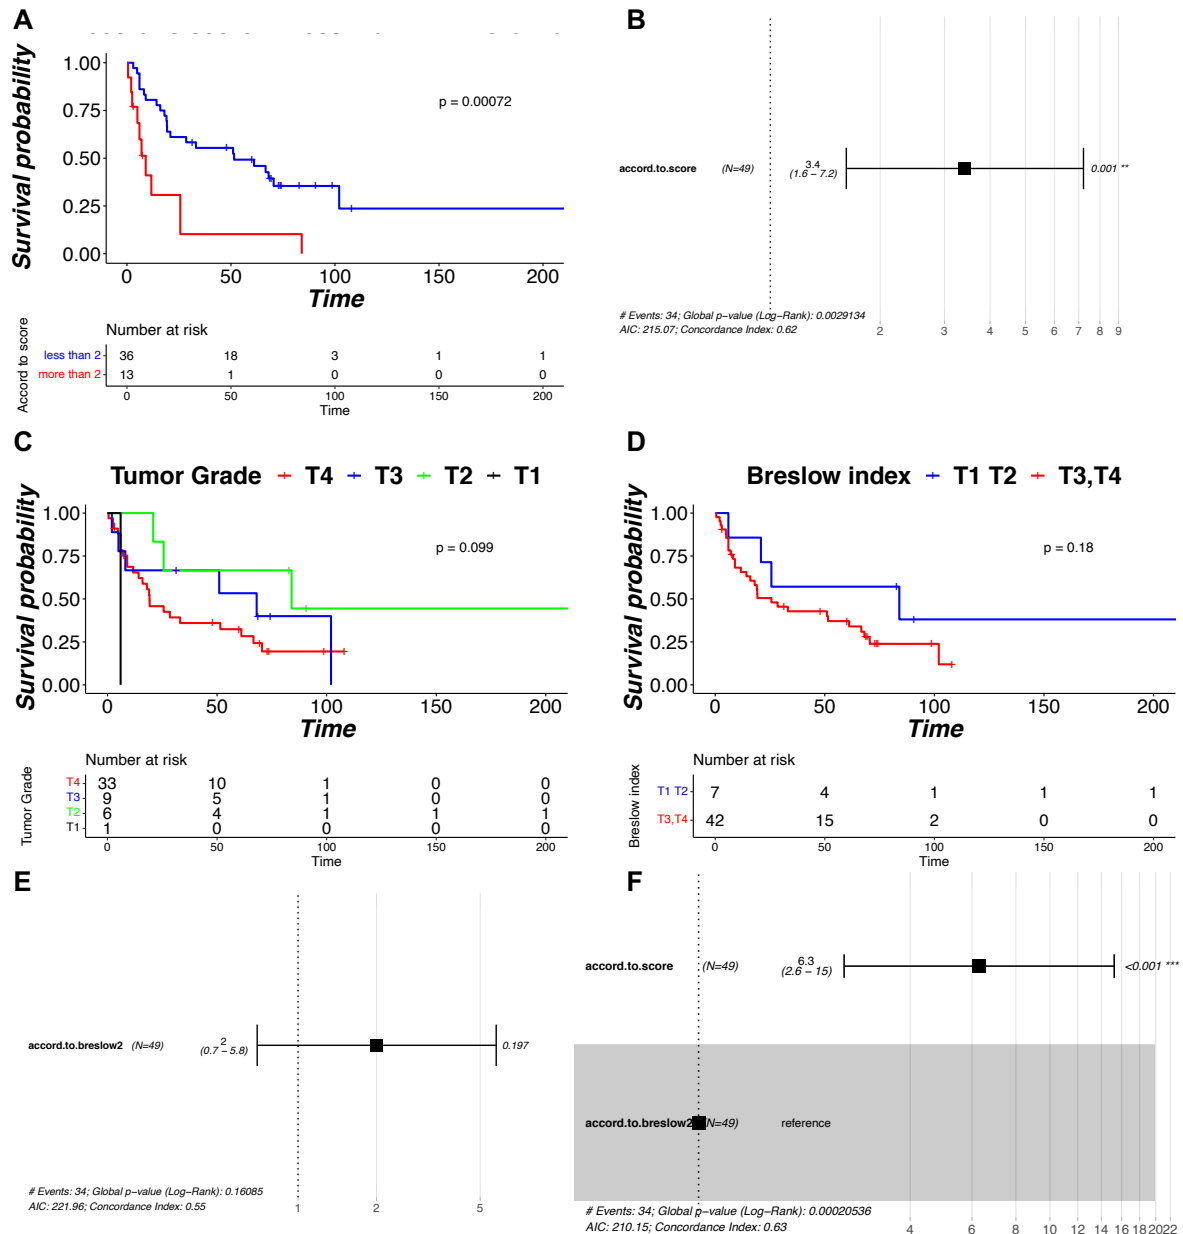 A
Survival probability
1.00
0.75
0.50
0.25
0.00
p = 0.00072
0 50 100 150 200
Time
Number at risk
Accord to score
less than 2 36 18 3 1 1
more than 2 13 1 0 0 0
0 50 100 150 200
Time
B
accord.to.score (N=49) 3.4 (1.6 – 7.2) 0.001 **
# Events: 34; Global p−value (Log−Rank): 0.0029134
AIC: 215.07; Concordance Index: 0.62
2 3 4 5 6 7 8 9
C
Tumor Grade T4 T3 T2 T1
Survival probability
1.00
0.75
0.50
0.25
0.00
p = 0.099
0 50 100 150 200
Time
Number at risk
Tumor Grade
T4 33 10 1 0 0
T3 9 5 1 0 0
T2 6 4 1 1 1
T1 1 0 0 0 0
0 50 100 150 200
Time
D
Breslow index T1 T2 T3,T4
Survival probability
1.00
0.75
0.50
0.25
0.00
p = 0.18
0 50 100 150 200
Time
Number at risk
Breslow index
T1 T2 7 4 1 1 1
T3,T4 42 15 2 0 0
0 50 100 150 200
Time
E
accord.to.breslow2 (N=49) 2 (0.7 – 5.8) 0.197
# Events: 34; Global p−value (Log−Rank): 0.16085
AIC: 221.96; Concordance Index: 0.55
1 2 5
F
accord.to.score (N=49) 6.3 (2.6 – 15) <0.001 ***
accord.to.breslow2 (N=49) reference
# Events: 34; Global p−value (Log−Rank): 0.00020536
AIC: 210.15; Concordance Index: 0.63
4 6 8 10 12 14 16 18 20 22